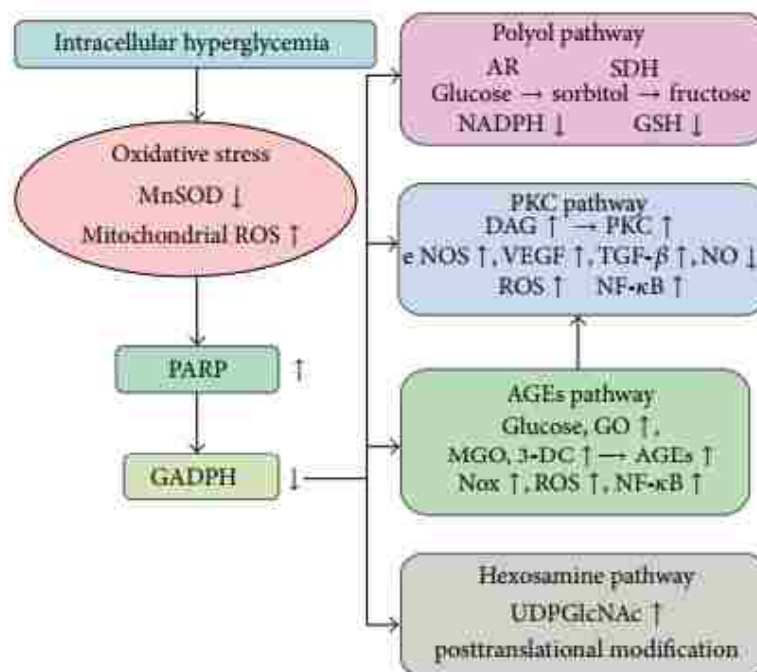 Intracellular hyperglycemia
Oxidative stress
MnSOD ↓
Mitochondrial ROS ↑
PARP ↑
GADPH ↓
Polyol pathway
AR SDH
Glucose → sorbitol → fructose
NADPH ↓ GSH ↓
PKC pathway
DAG ↑ → PKC ↑
e NOS ↑, VEGF ↑, TGF-β ↑, NO ↓
ROS ↑ NF-κB ↑
AGEs pathway
Glucose, GO ↑,
MGO, 3-DC ↑ → AGEs ↑
Nox ↑, ROS ↑, NF-κB ↑
Hexosamine pathway
UDPGlcNAc ↑
posttranslational modification